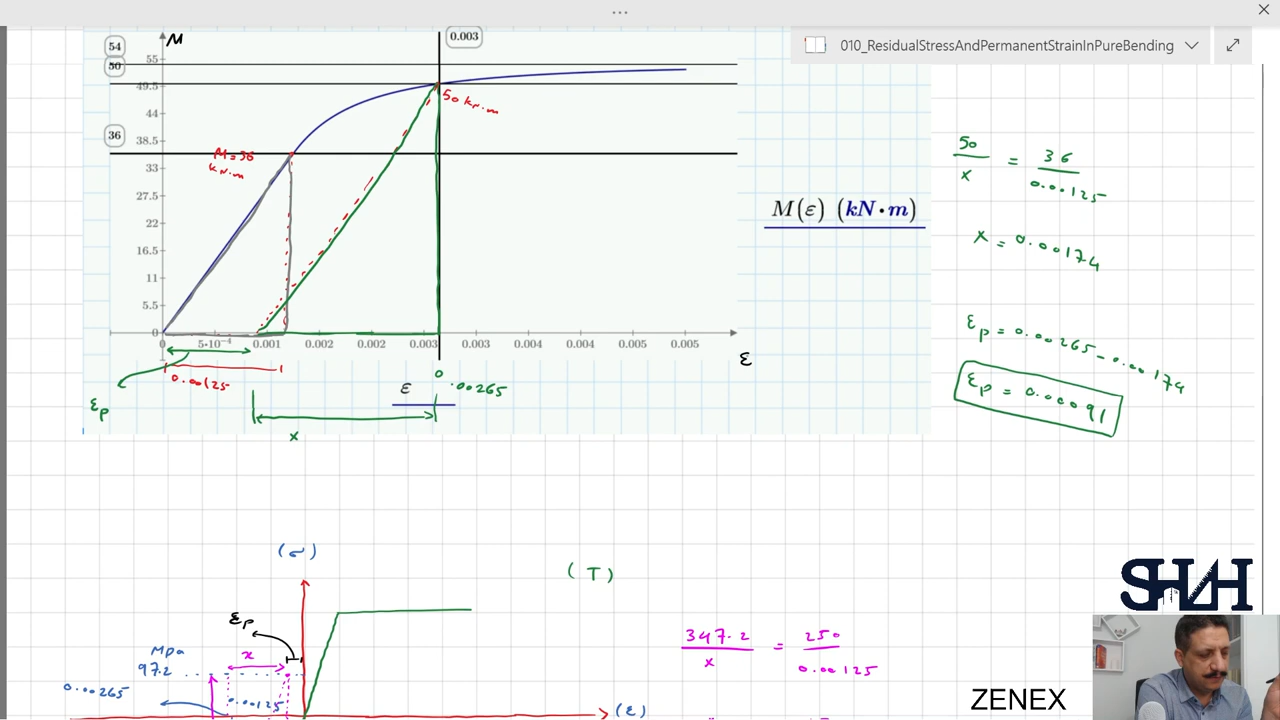 010_ResidualStressAndPermanentStrainInPureBending
M
0.003
54
50
36
55
49.5
44
38.5
33
27.5
22
16.5
11
5.5
0
M=36
kN.m
50 kN.m
0 5·10⁻⁴ 0.001 0.002 0.002 0.003 0.003 0.004 0.004 0.005 0.005
ε
M(ε) (kN·m)
0.00125
εp
ε
0.00265
x
50/x = 36/0.00125
x = 0.00174
εp = 0.00265 - 0.00174
εp = 0.00091
(σ)
(T)
εp
x
Mpa
97.2
0.00265
0.00125
(ε)
347.2/x = 250/0.00125
SHLH
ZENEX